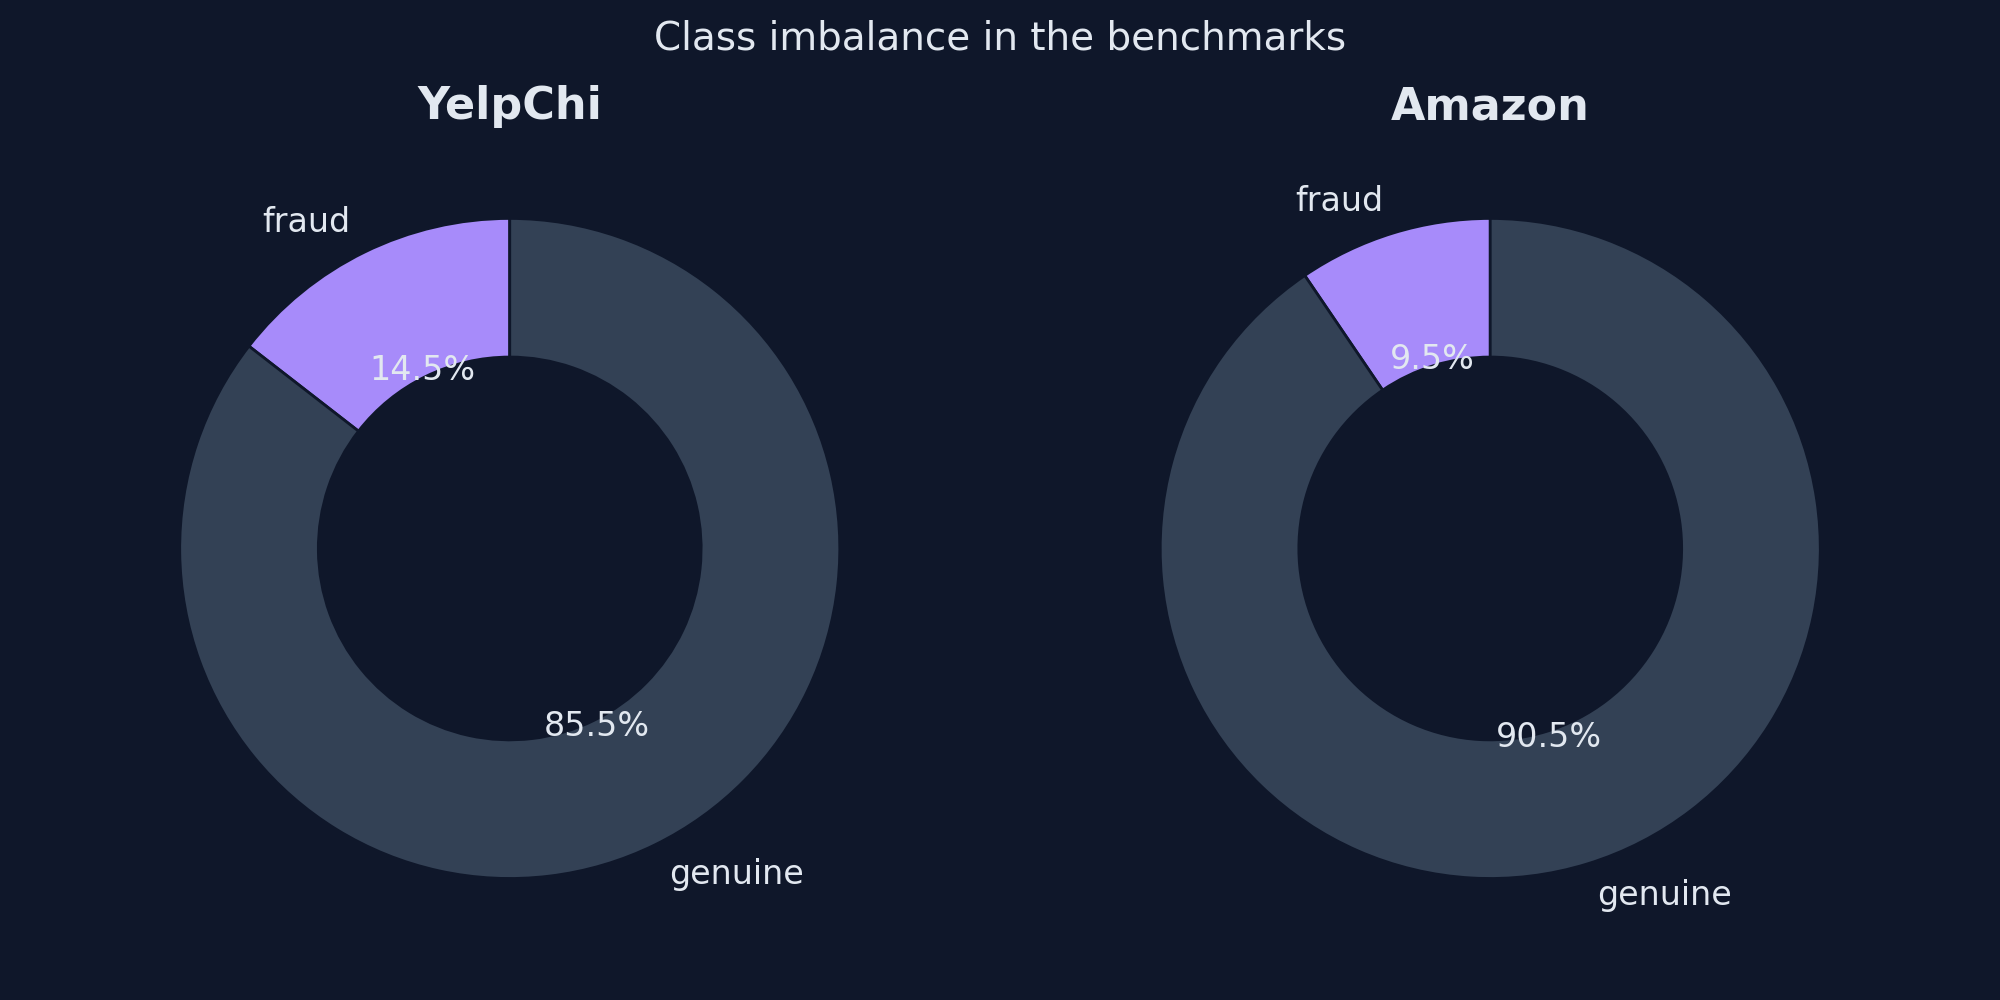 Class imbalance in the benchmarks
YelpChi
fraud
14.5%
85.5%
genuine
Amazon
fraud
9.5%
90.5%
genuine